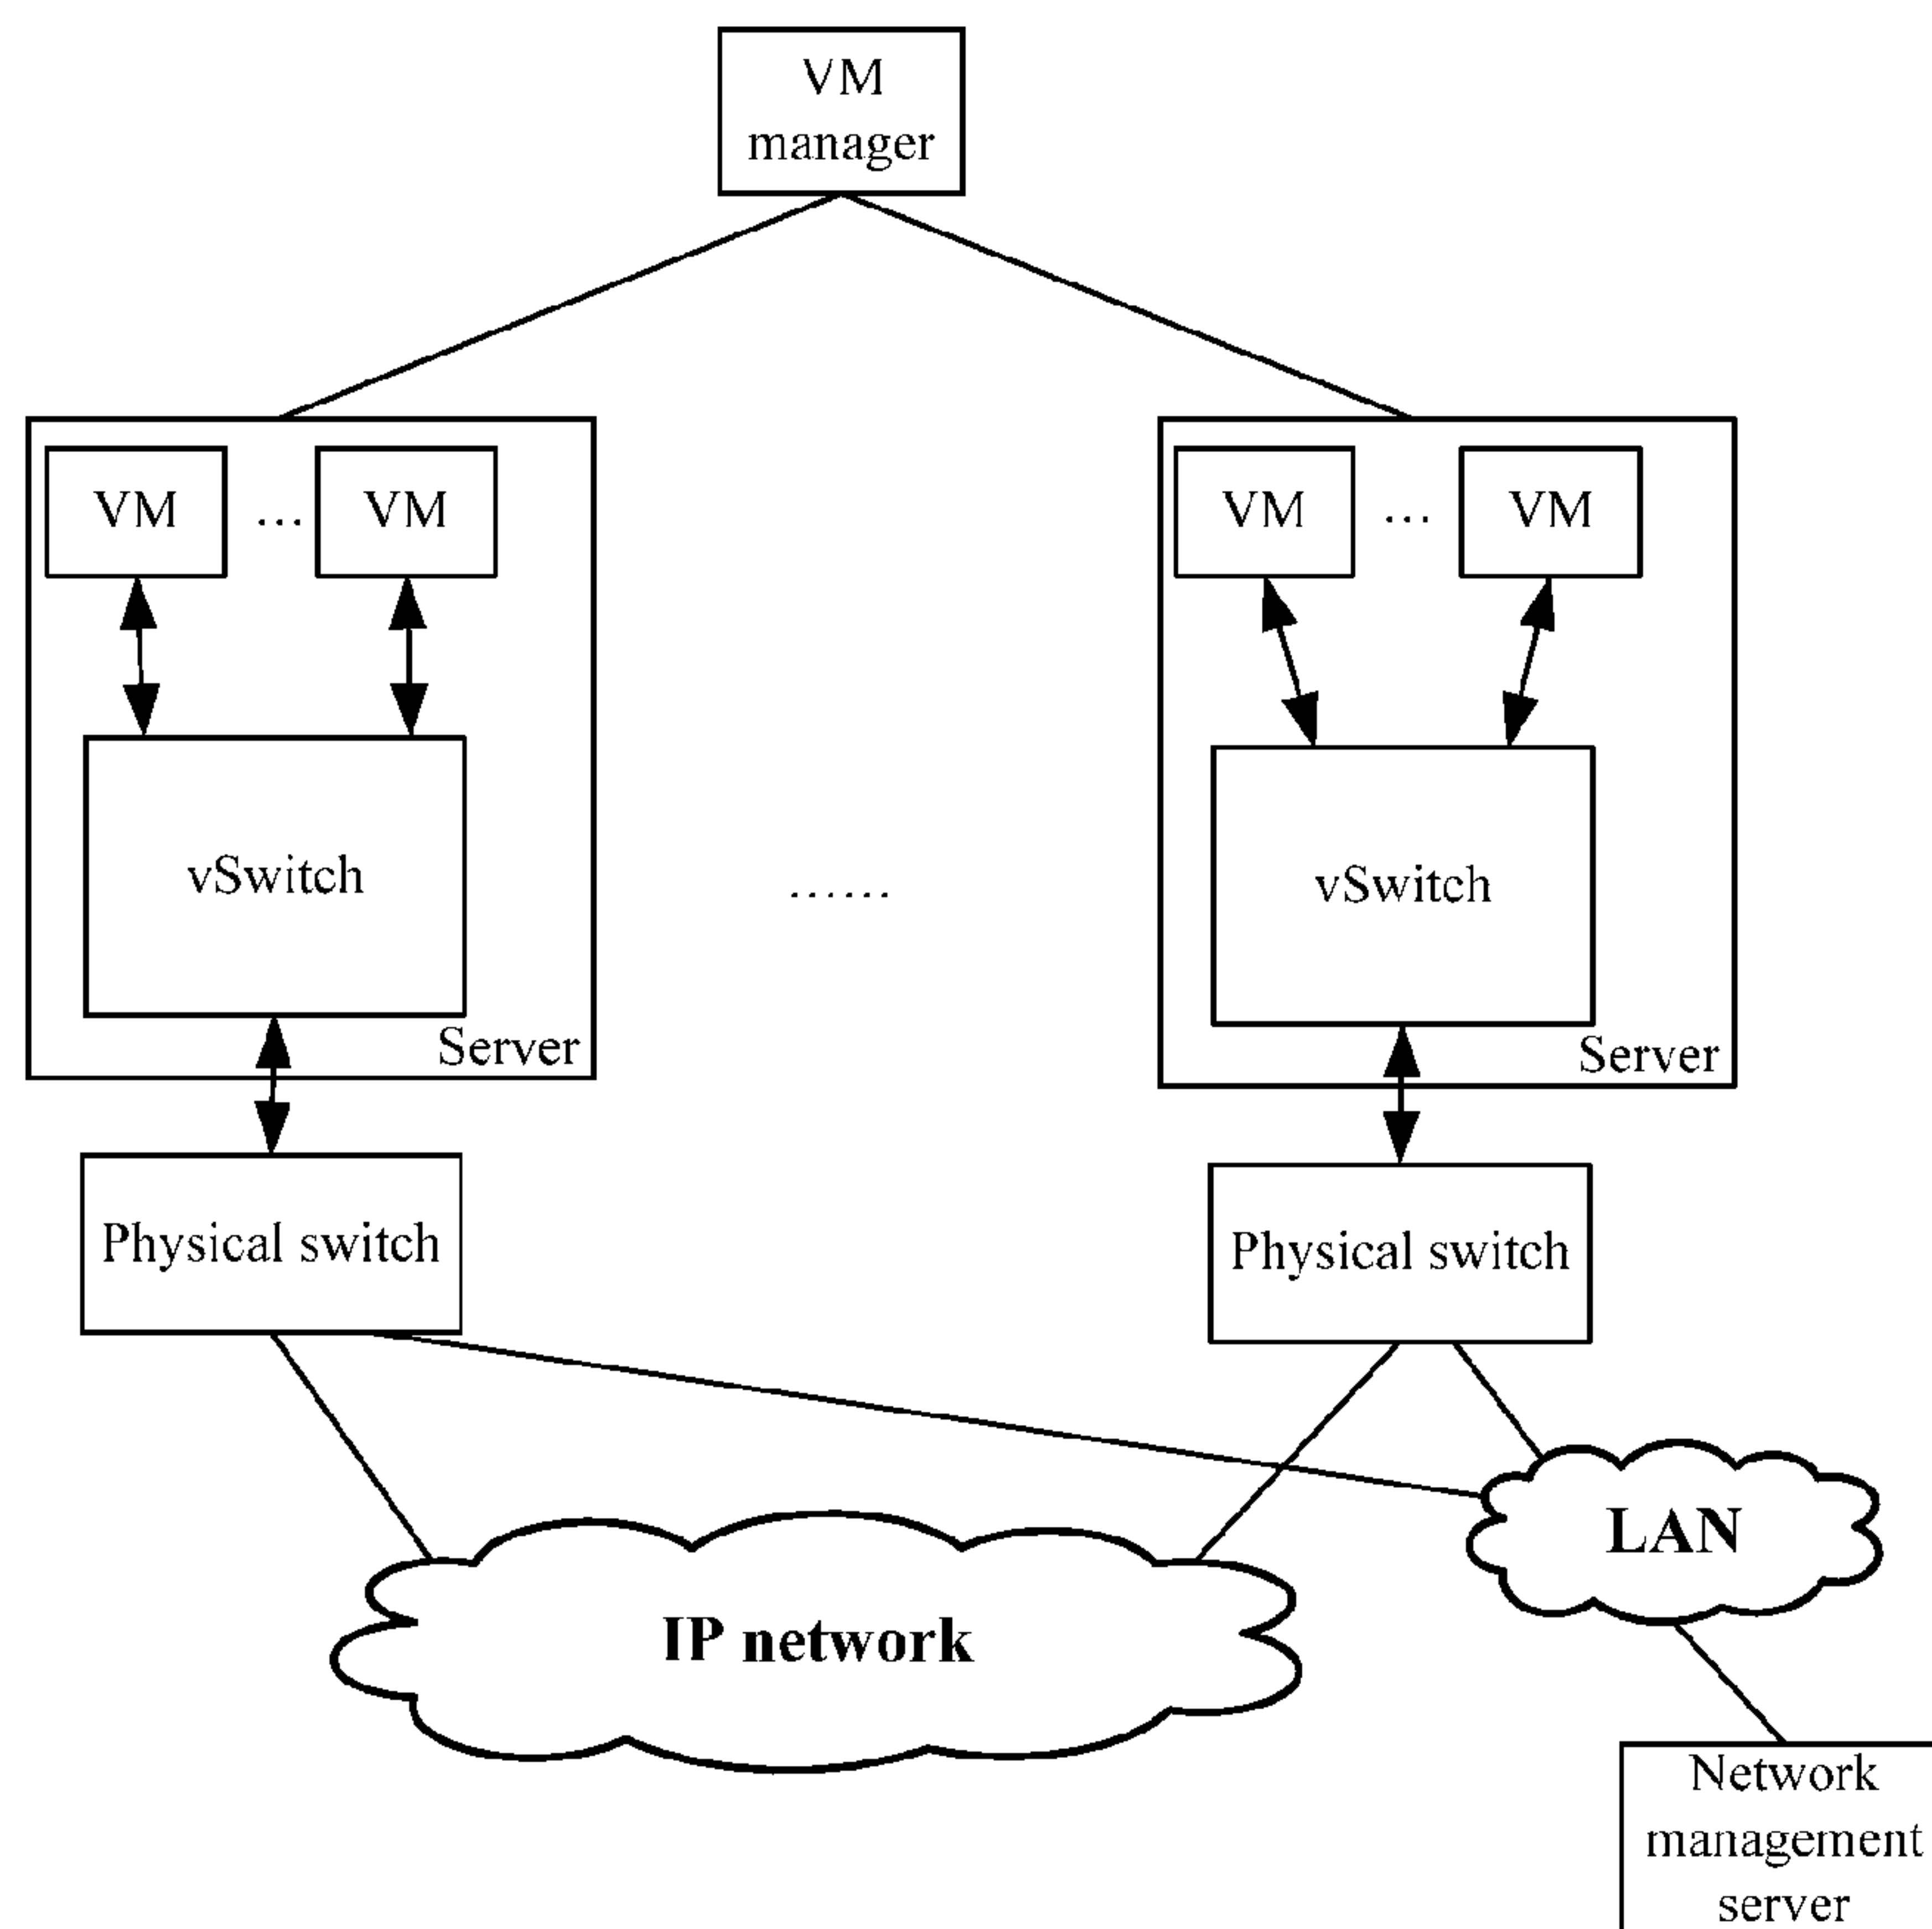 VM
manager
VM
...
VM
VM
...
VM
vSwitch
......
vSwitch
Server
Server
Physical switch
Physical switch
LAN
IP network
Network
management
server